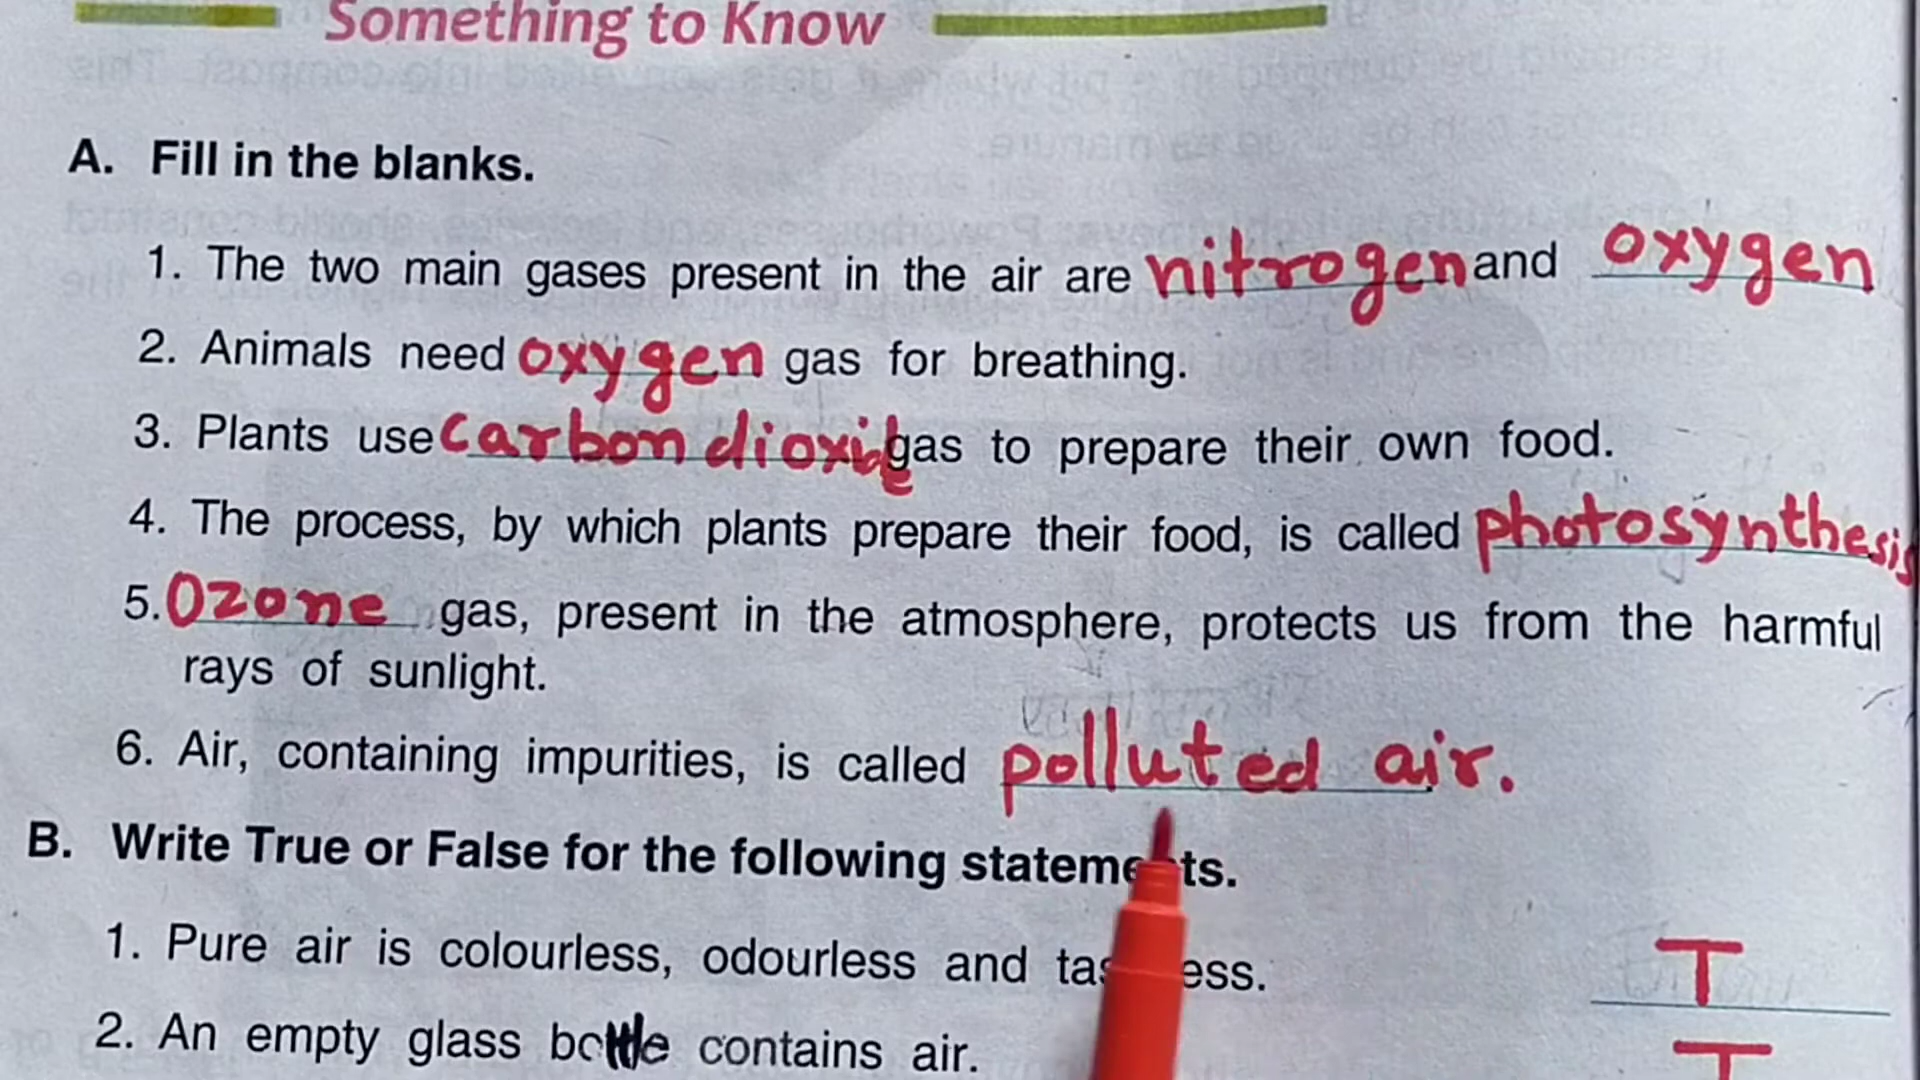 Something to Know
A. Fill in the blanks.
1. The two main gases present in the air are nitrogen and oxygen
2. Animals need oxygen gas for breathing.
3. Plants use carbon dioxide gas to prepare their own food.
4. The process, by which plants prepare their food, is called photosynthesis
5. Ozone gas, present in the atmosphere, protects us from the harmful
rays of sunlight.
6. Air, containing impurities, is called polluted air.
B. Write True or False for the following statements.
1. Pure air is colourless, odourless and tasteless. T
2. An empty glass bottle contains air. T